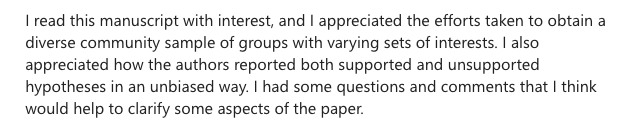 I read this manuscript with interest, and I appreciated the efforts taken to obtain a
diverse community sample of groups with varying sets of interests. I also
appreciated how the authors reported both supported and unsupported
hypotheses in an unbiased way. I had some questions and comments that I think
would help to clarify some aspects of the paper.